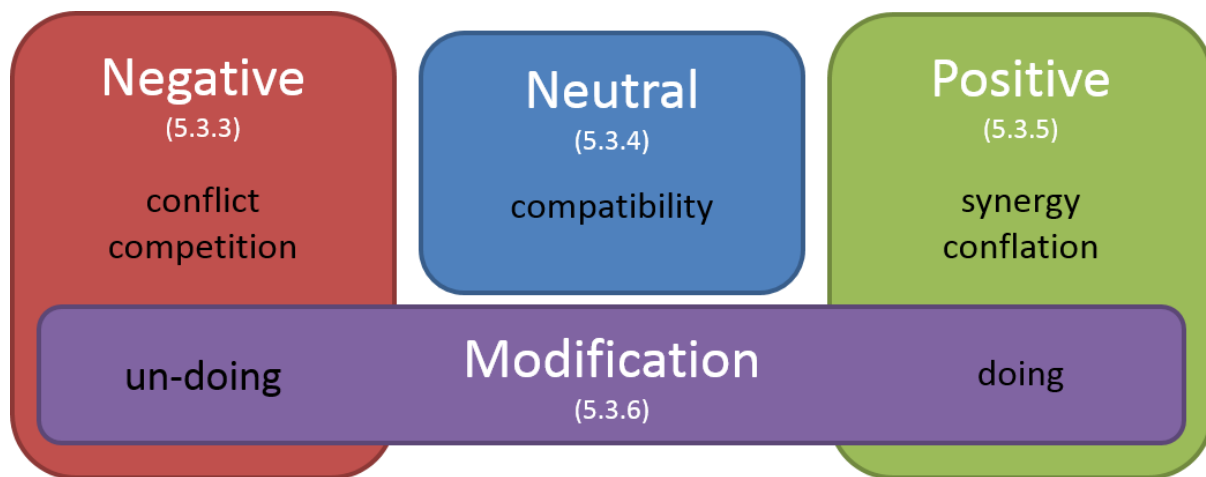 Negative
(5.3.3)
conflict
competition
Neutral
(5.3.4)
compatibility
Positive
(5.3.5)
synergy
conflation
un-doing
Modification
(5.3.6)
doing